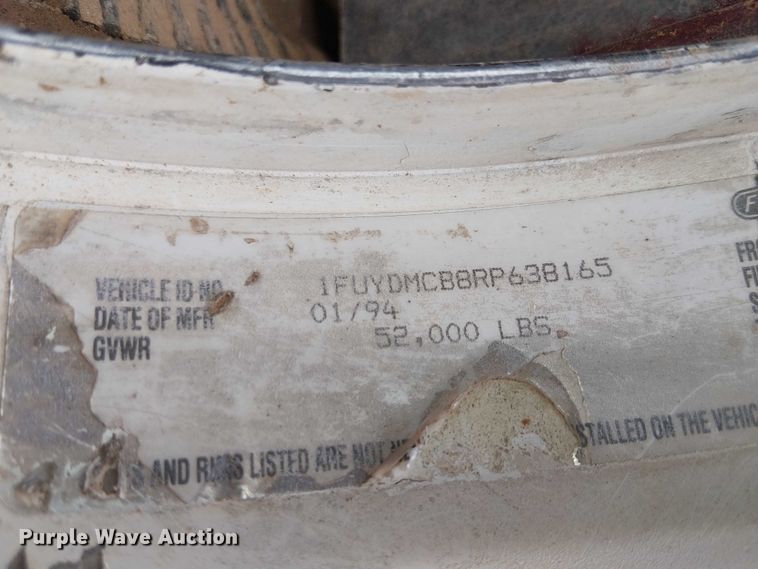 VEHICLE ID NO 1FUYDMCB8RP638165
DATE OF MFR 01/94
GVWR 52,000 LBS
AND RIMS LISTED ARE NOT STALLED ON THE VEHIC
Purple Wave Auction